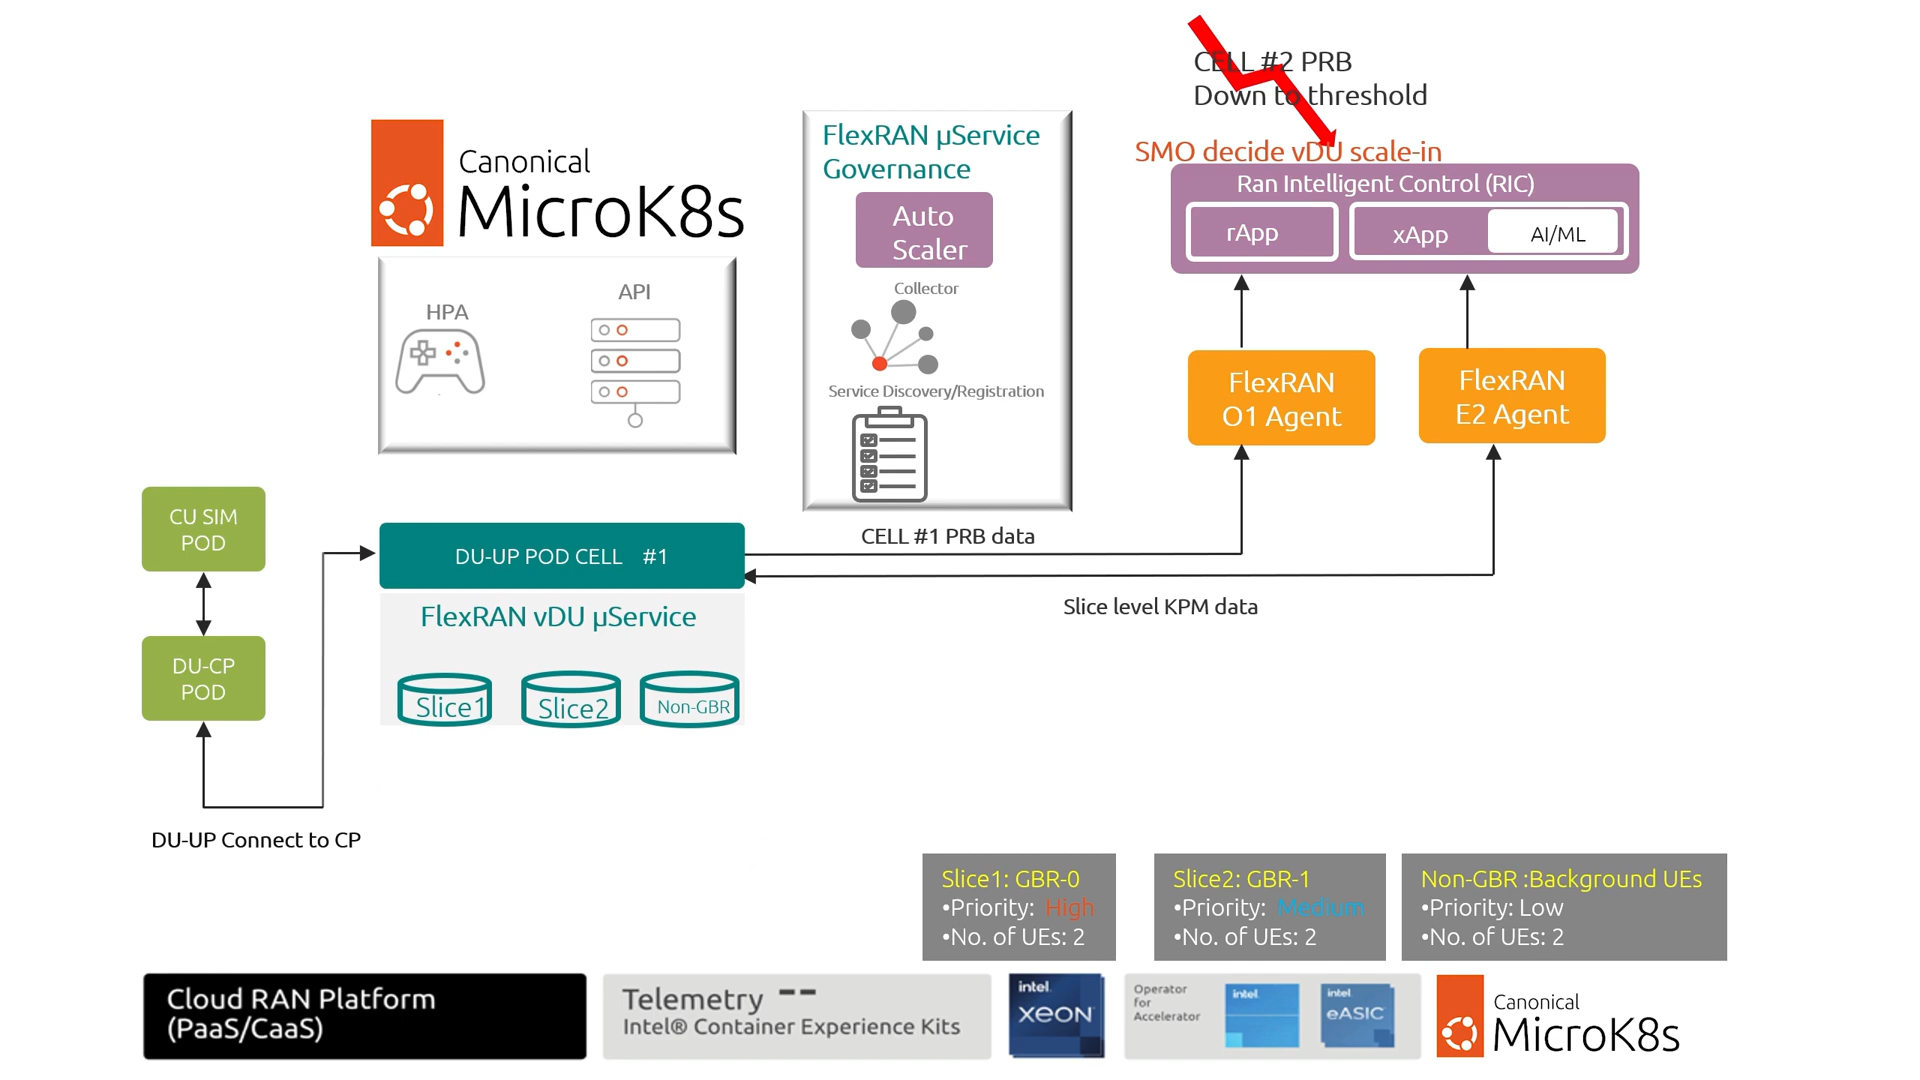 CELL #2 PRB
Down to threshold
SMO decide vDU scale-in
Ran Intelligent Control (RIC)
rApp
xApp
AI/ML
Canonical
MicroK8s
HPA
API
FlexRAN µService
Governance
Auto
Scaler
Collector
Service Discovery/Registration
FlexRAN
O1 Agent
FlexRAN
E2 Agent
CU SIM
POD
DU-CP
POD
DU-UP Connect to CP
DU-UP POD CELL #1
FlexRAN vDU µService
Slice1
Slice2
Non-GBR
CELL #1 PRB data
Slice level KPM data
Slice1: GBR-0
•Priority: High
•No. of UEs: 2
Slice2: GBR-1
•Priority: Medium
•No. of UEs: 2
Non-GBR :Background UEs
•Priority: Low
•No. of UEs: 2
Cloud RAN Platform
(PaaS/CaaS)
Telemetry --
Intel® Container Experience Kits
intel
XEON
Operator
for
Accelerator
intel
intel
eASIC
Canonical
MicroK8s